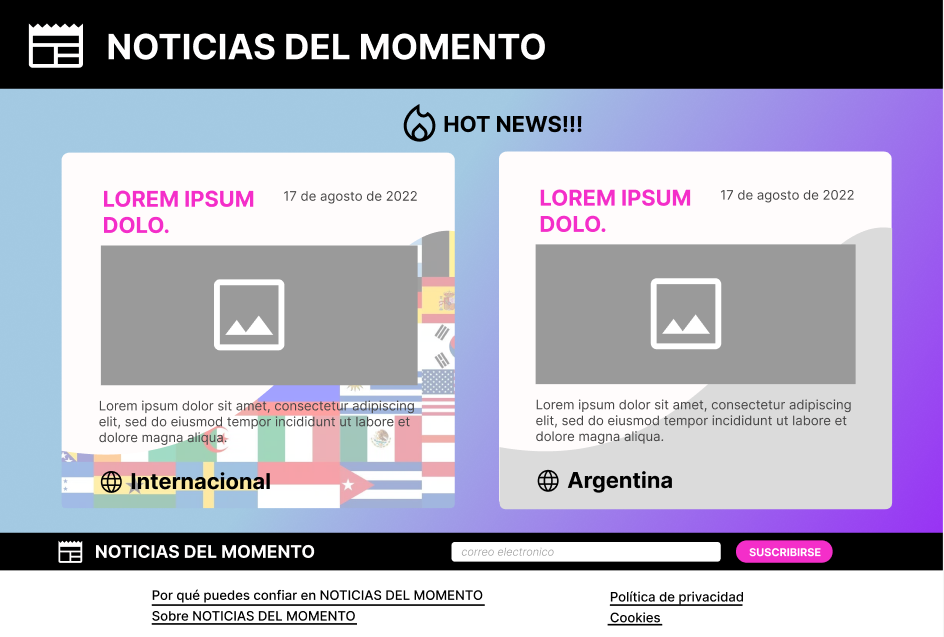 NOTICIAS DEL MOMENTO
HOT NEWS!!!
LOREM IPSUM
DOLO.
17 de agosto de 2022
Lorem ipsum dolor sit amet, consectetur adipiscing
elit, sed do eiusmod tempor incididunt ut labore et
dolore magna aliqua.
Internacional
LOREM IPSUM
DOLO.
17 de agosto de 2022
Lorem ipsum dolor sit amet, consectetur adipiscing
elit, sed do eiusmod tempor incididunt ut labore et
dolore magna aliqua.
Argentina
NOTICIAS DEL MOMENTO
correo electronico
SUSCRIBIRSE
Por qué puedes confiar en NOTICIAS DEL MOMENTO
Sobre NOTICIAS DEL MOMENTO
Política de privacidad
Cookies